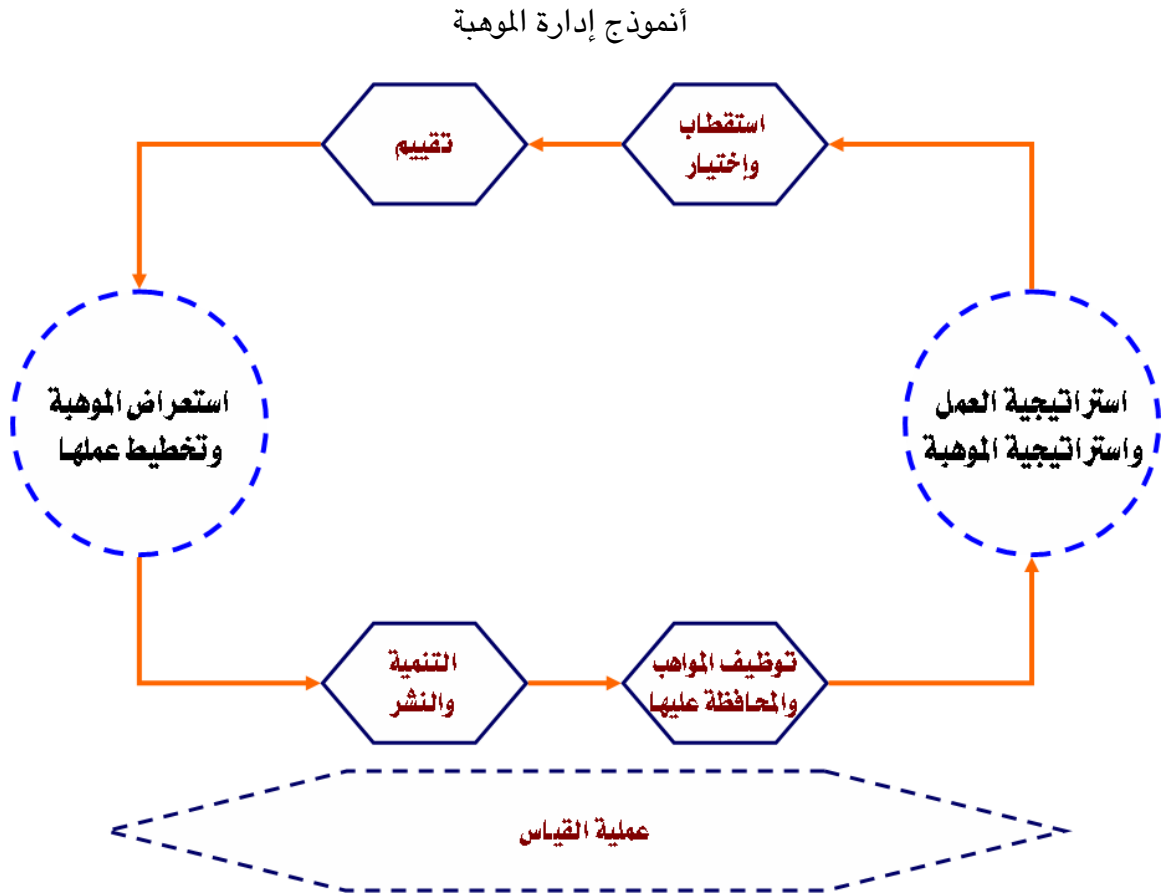 أنموذج إدارة الموهبة
استقطاب
وإختيار
تقييم
استراتيجية العمل
واستراتيجية الموهبة
استعراض الموهبة
وتخطيط عملها
توظيف المواهب
والمحافظة عليها
التنمية
والنشر
عملية القياس